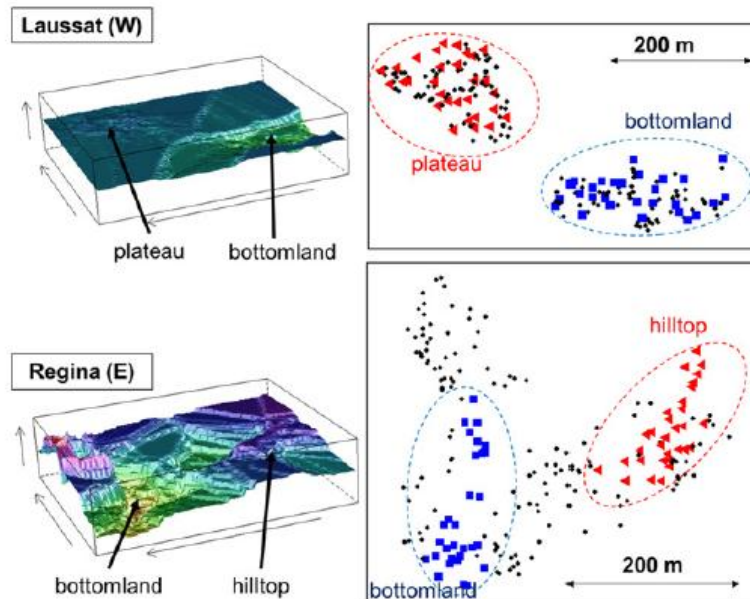 Laussat (W)
200 m
bottomland
plateau
plateau
bottomland
hilltop
Regina (E)
bottomland
hilltop
bottomland
200 m